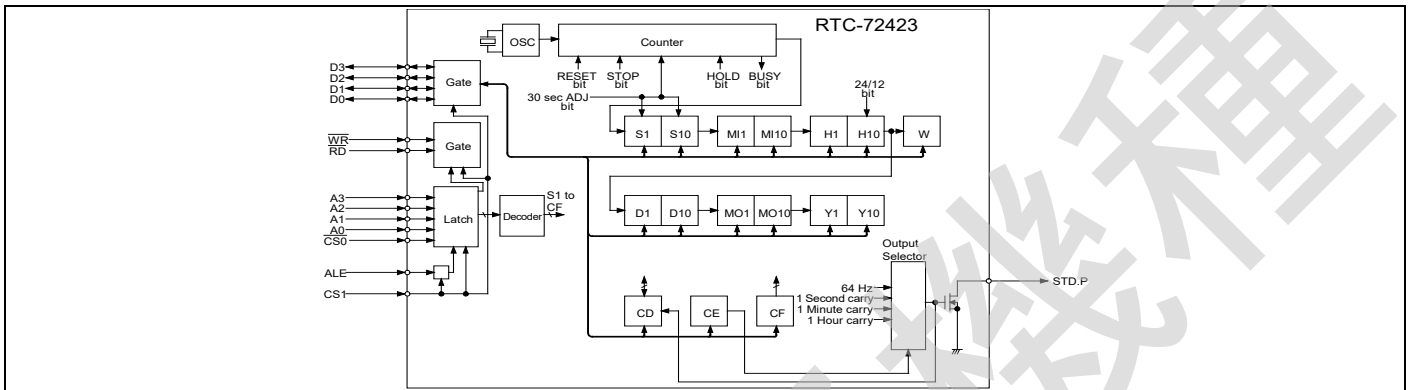 RTC-72423
OSC
Counter
RESET bit
STOP bit
HOLD bit
BUSY bit
30 sec ADJ bit
24/12 bit
D3
D2
D1
D0
Gate
WR
RD
Gate
A3
A2
A1
A0
CS0
ALE
CS1
Latch
Decoder
S1 to CF
S1 S10 MI1 MI10 H1 H10 W
D1 D10 MO1 MO10 Y1 Y10
CD CE CF
Output Selector
64 Hz
1 Second carry
1 Minute carry
1 Hour carry
STD.P
機種